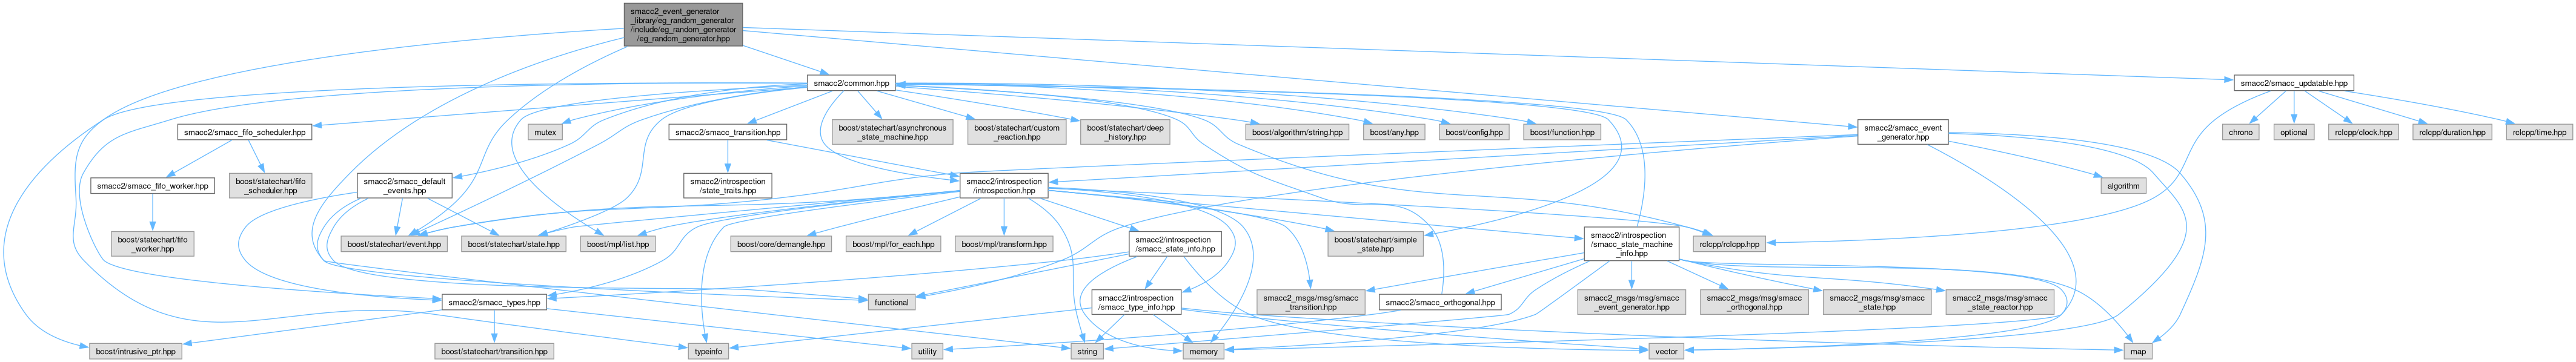 smacc2_event_generator
_library/eg_random_generator
/include/eg_random_generator
/eg_random_generator.hpp
smacc2/common.hpp
smacc2/smacc_updatable.hpp
smacc2/smacc_fifo_scheduler.hpp
mutex
smacc2/smacc_transition.hpp
boost/statechart/asynchronous
_state_machine.hpp
boost/statechart/custom
_reaction.hpp
boost/statechart/deep
_history.hpp
boost/algorithm/string.hpp
boost/any.hpp
boost/config.hpp
boost/function.hpp
smacc2/smacc_event
_generator.hpp
chrono
optional
rclcpp/clock.hpp
rclcpp/duration.hpp
rclcpp/time.hpp
smacc2/smacc_fifo_worker.hpp
boost/statechart/fifo
_scheduler.hpp
smacc2/smacc_default
_events.hpp
smacc2/introspection
/state_traits.hpp
smacc2/introspection
/introspection.hpp
algorithm
boost/statechart/fifo
_worker.hpp
boost/statechart/event.hpp
boost/statechart/state.hpp
boost/mpl/list.hpp
boost/core/demangle.hpp
boost/mpl/for_each.hpp
boost/mpl/transform.hpp
smacc2/introspection
/smacc_state_info.hpp
boost/statechart/simple
_state.hpp
smacc2/introspection
/smacc_state_machine
_info.hpp
rclcpp/rclcpp.hpp
smacc2/smacc_types.hpp
functional
smacc2/introspection
/smacc_type_info.hpp
smacc2_msgs/msg/smacc
_transition.hpp
smacc2/smacc_orthogonal.hpp
smacc2_msgs/msg/smacc
_event_generator.hpp
smacc2_msgs/msg/smacc
_orthogonal.hpp
smacc2_msgs/msg/smacc
_state.hpp
smacc2_msgs/msg/smacc
_state_reactor.hpp
boost/intrusive_ptr.hpp
boost/statechart/transition.hpp
typeinfo
utility
string
memory
vector
map